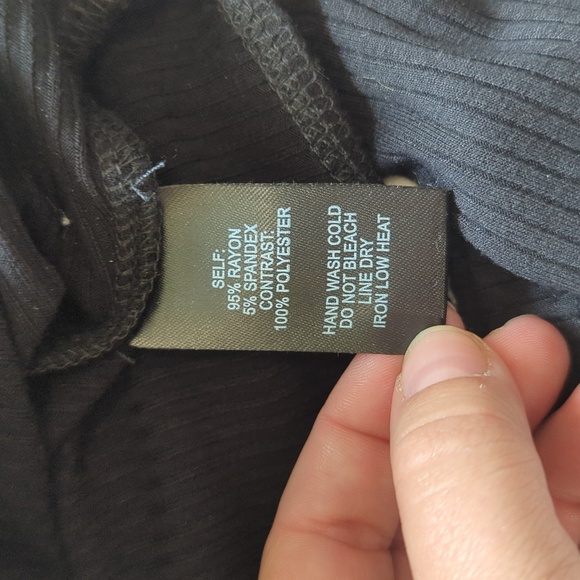 SELF:
95% RAYON
5% SPANDEX
CONTRAST:
100% POLYESTER
HAND WASH COLD
DO NOT BLEACH
LINE DRY
IRON LOW HEAT